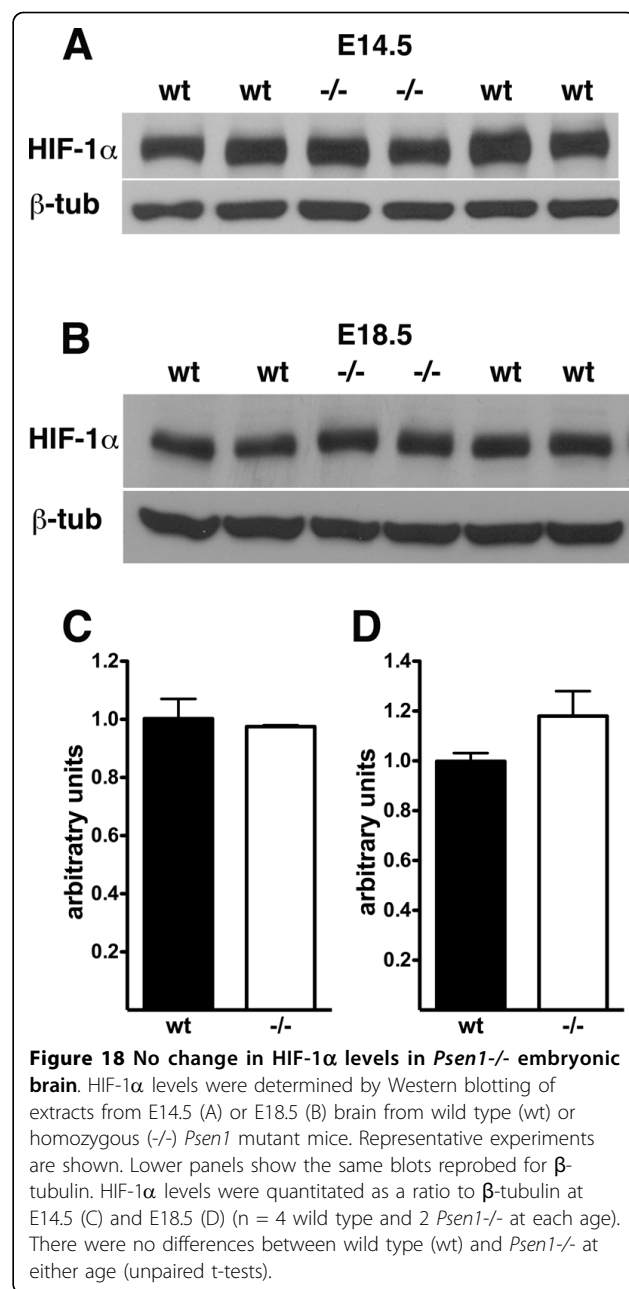 A
E14.5
wt wt -/- -/- wt wt
HIF-1α
β-tub
B
E18.5
wt wt -/- -/- wt wt
HIF-1α
β-tub
C
D
1.2
1.0
0.8
0.6
0.4
0.2
arbitratry units
wt -/-
1.4
1.2
1.0
0.8
0.6
0.4
0.2
arbitrary units
wt -/-
Figure 18 No change in HIF-1α levels in Psen1-/- embryonic
brain. HIF-1α levels were determined by Western blotting of
extracts from E14.5 (A) or E18.5 (B) brain from wild type (wt) or
homozygous (-/-) Psen1 mutant mice. Representative experiments
are shown. Lower panels show the same blots reprobed for β-
tubulin. HIF-1α levels were quantitated as a ratio to β-tubulin at
E14.5 (C) and E18.5 (D) (n = 4 wild type and 2 Psen1-/- at each age).
There were no differences between wild type (wt) and Psen1-/- at
either age (unpaired t-tests).